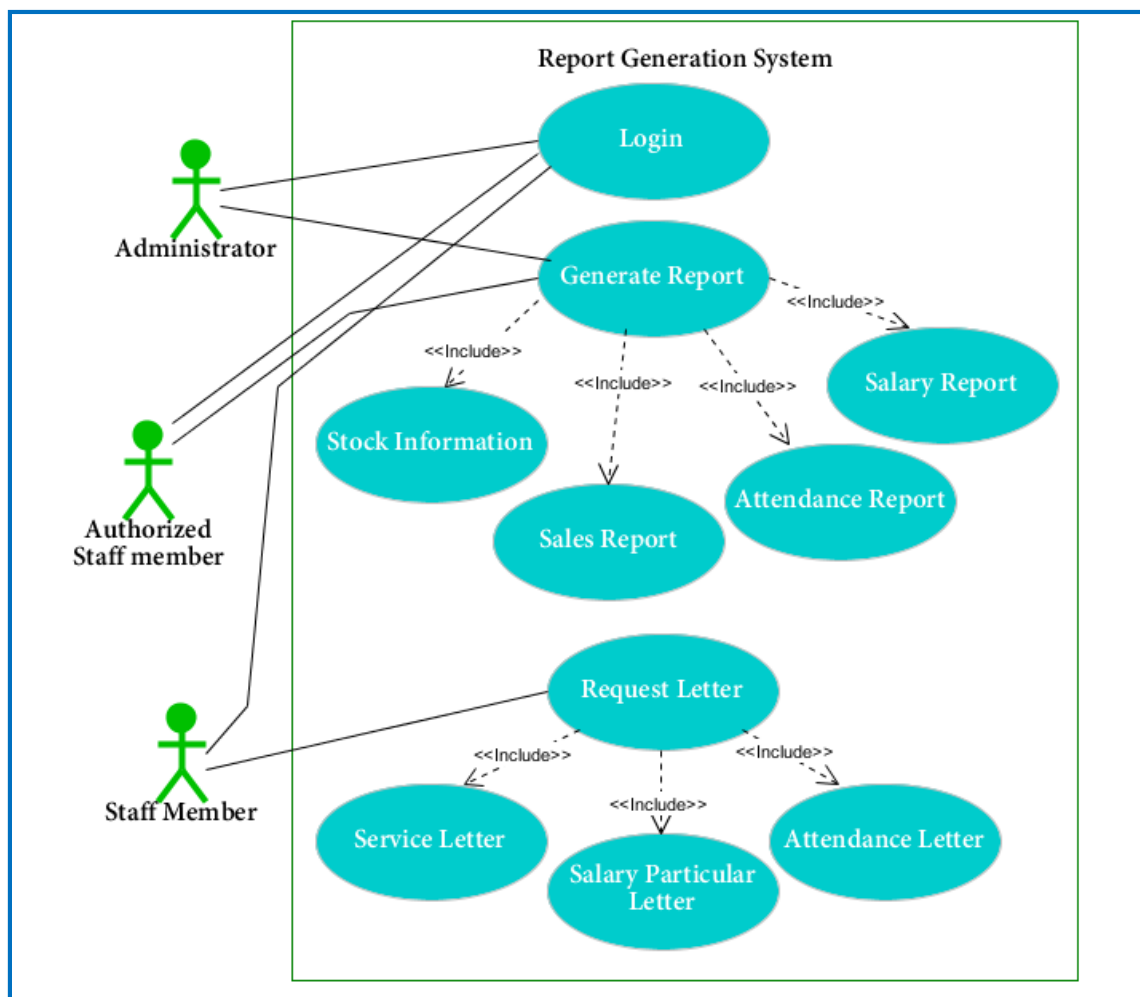 Report Generation System
Login
Administrator
Generate Report
<<Include>>
<<Include>>
<<Include>>
<<Include>>
Salary Report
Stock Information
Attendance Report
Sales Report
Authorized
Staff member
Request Letter
<<Include>>
<<Include>>
<<Include>>
Staff Member
Service Letter
Attendance Letter
Salary Particular
Letter